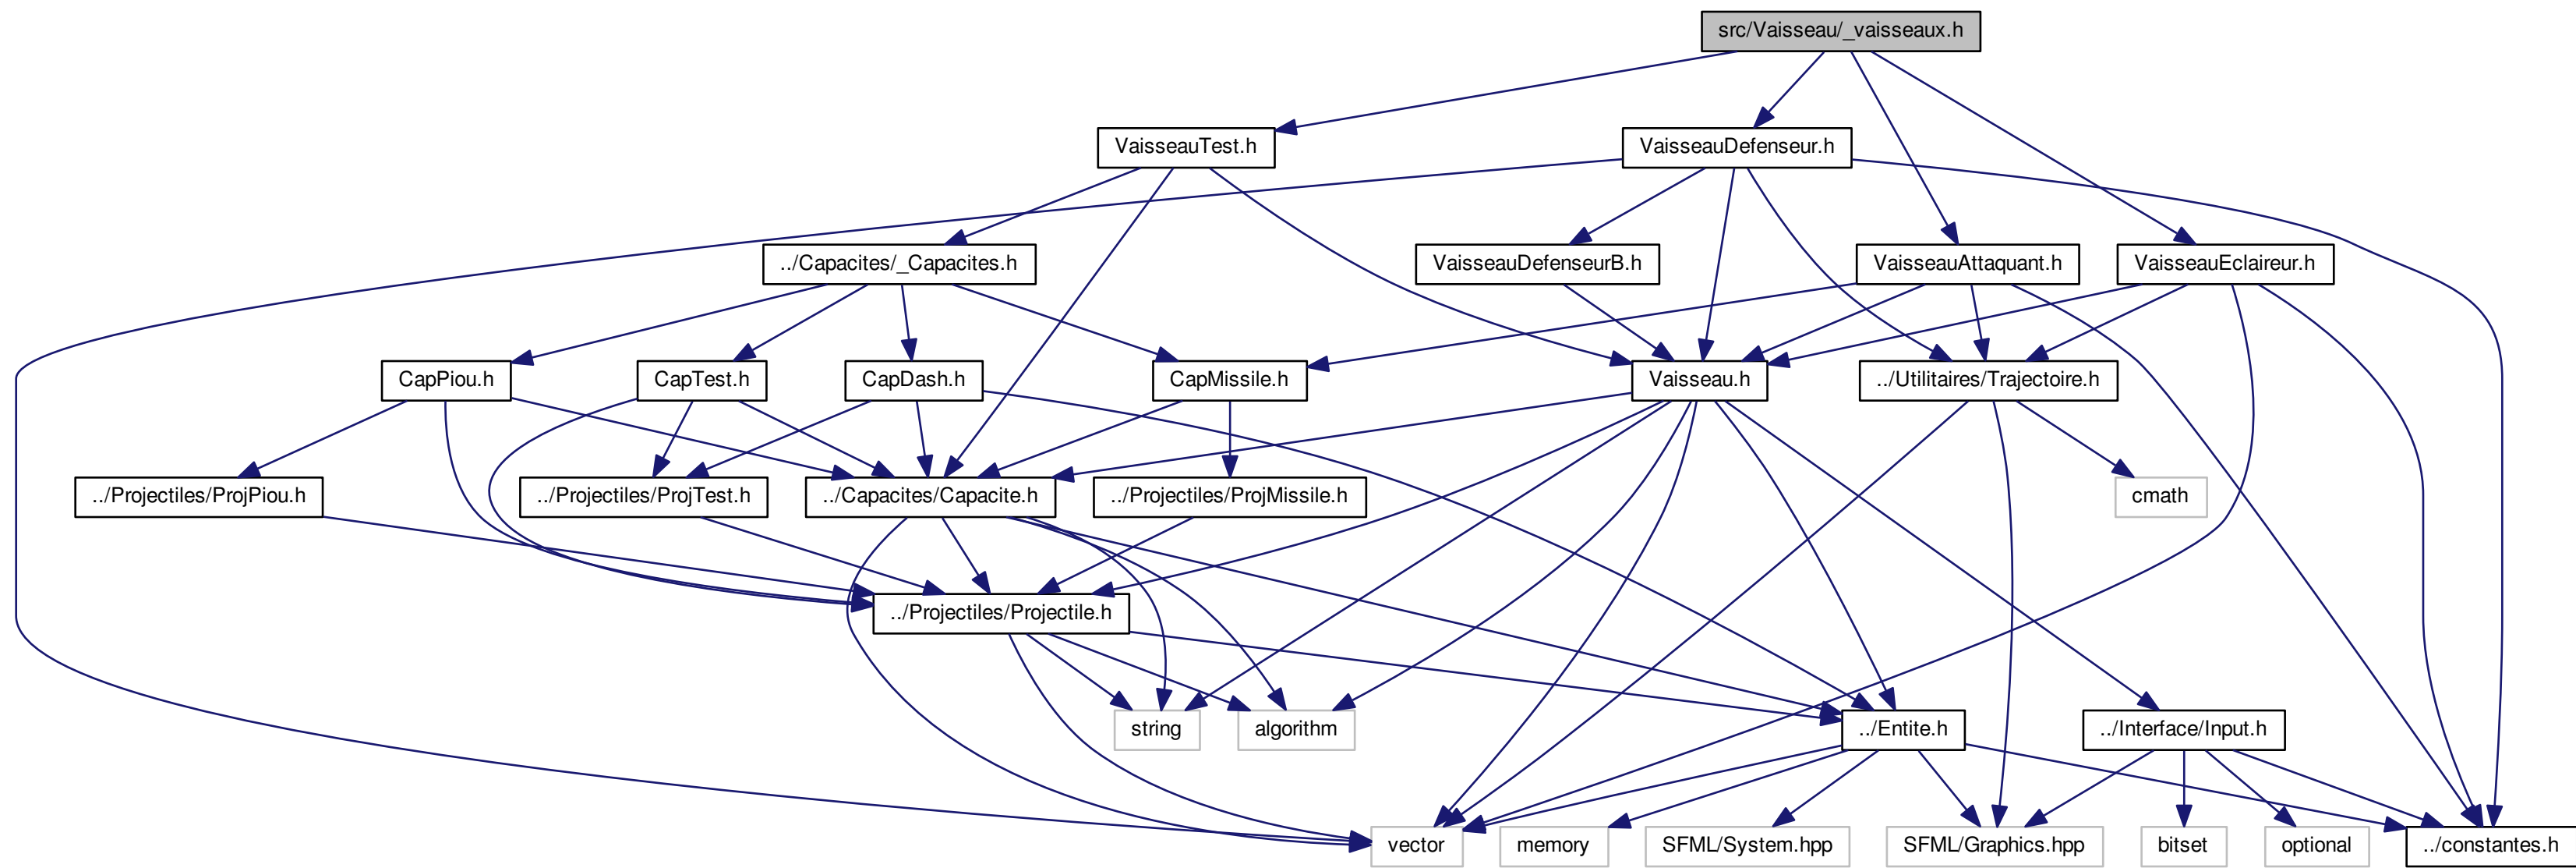 src/Vaisseau/_vaisseaux.h
VaisseauTest.h
VaisseauDefenseur.h
../Capacites/_Capacites.h
VaisseauDefenseurB.h
VaisseauAttaquant.h
VaisseauEclaireur.h
CapPiou.h
CapTest.h
CapDash.h
CapMissile.h
Vaisseau.h
../Utilitaires/Trajectoire.h
../Projectiles/ProjPiou.h
../Projectiles/ProjTest.h
../Capacites/Capacite.h
../Projectiles/ProjMissile.h
cmath
../Projectiles/Projectile.h
string
algorithm
../Entite.h
../Interface/Input.h
vector
memory
SFML/System.hpp
SFML/Graphics.hpp
bitset
optional
../constantes.h